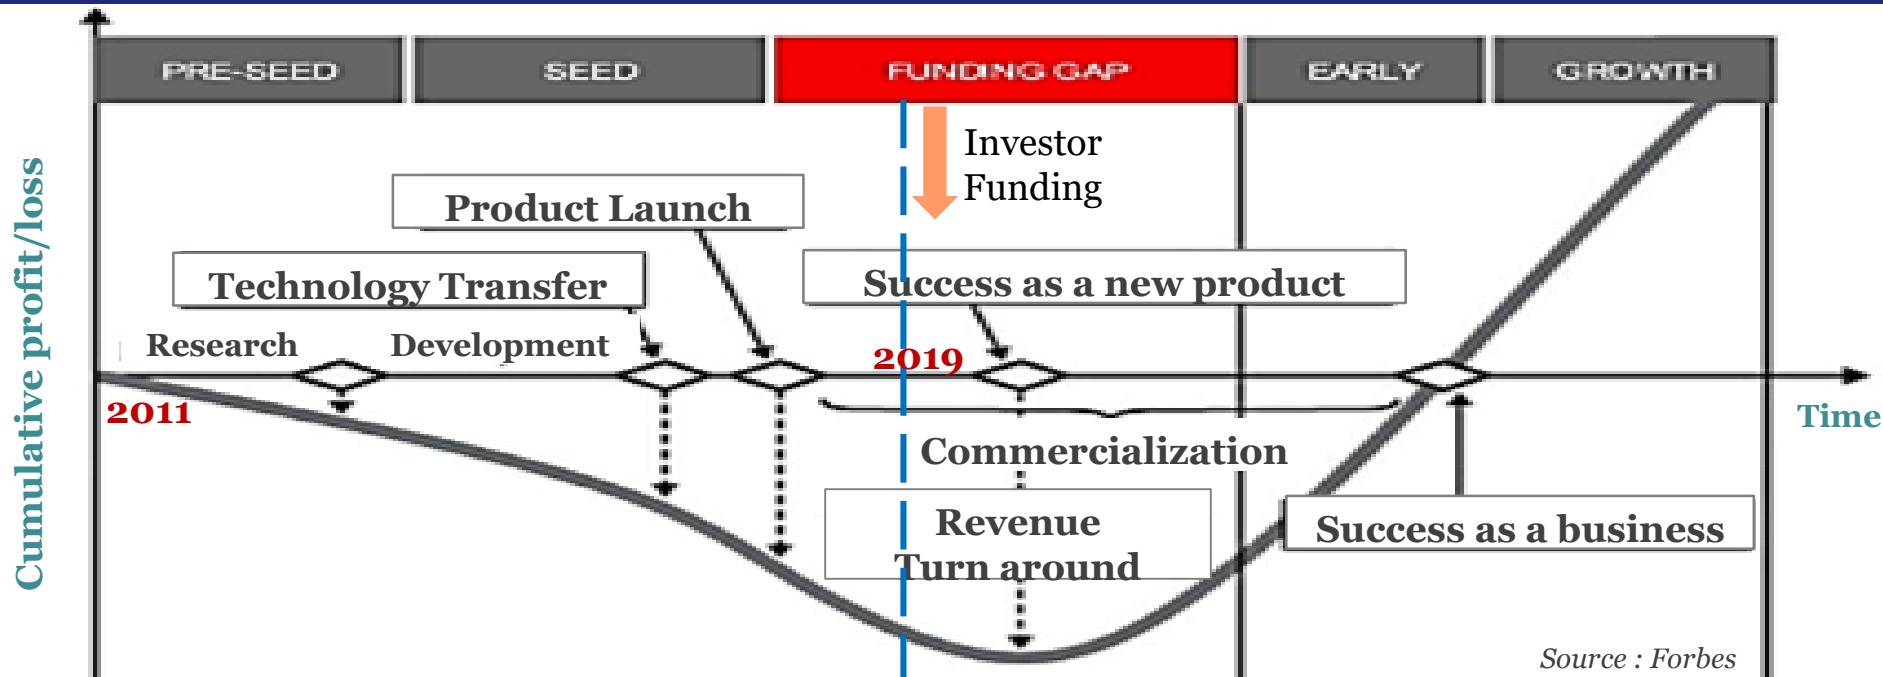 PRE-SEED
SEED
FUNDING GAP
EARLY
GROWTH
Investor
Funding
Product Launch
Technology Transfer
Success as a new product
Research
Development
2019
2011
Time
Cumulative profit/loss
Commercialization
Revenue
Turn around
Success as a business
Source : Forbes